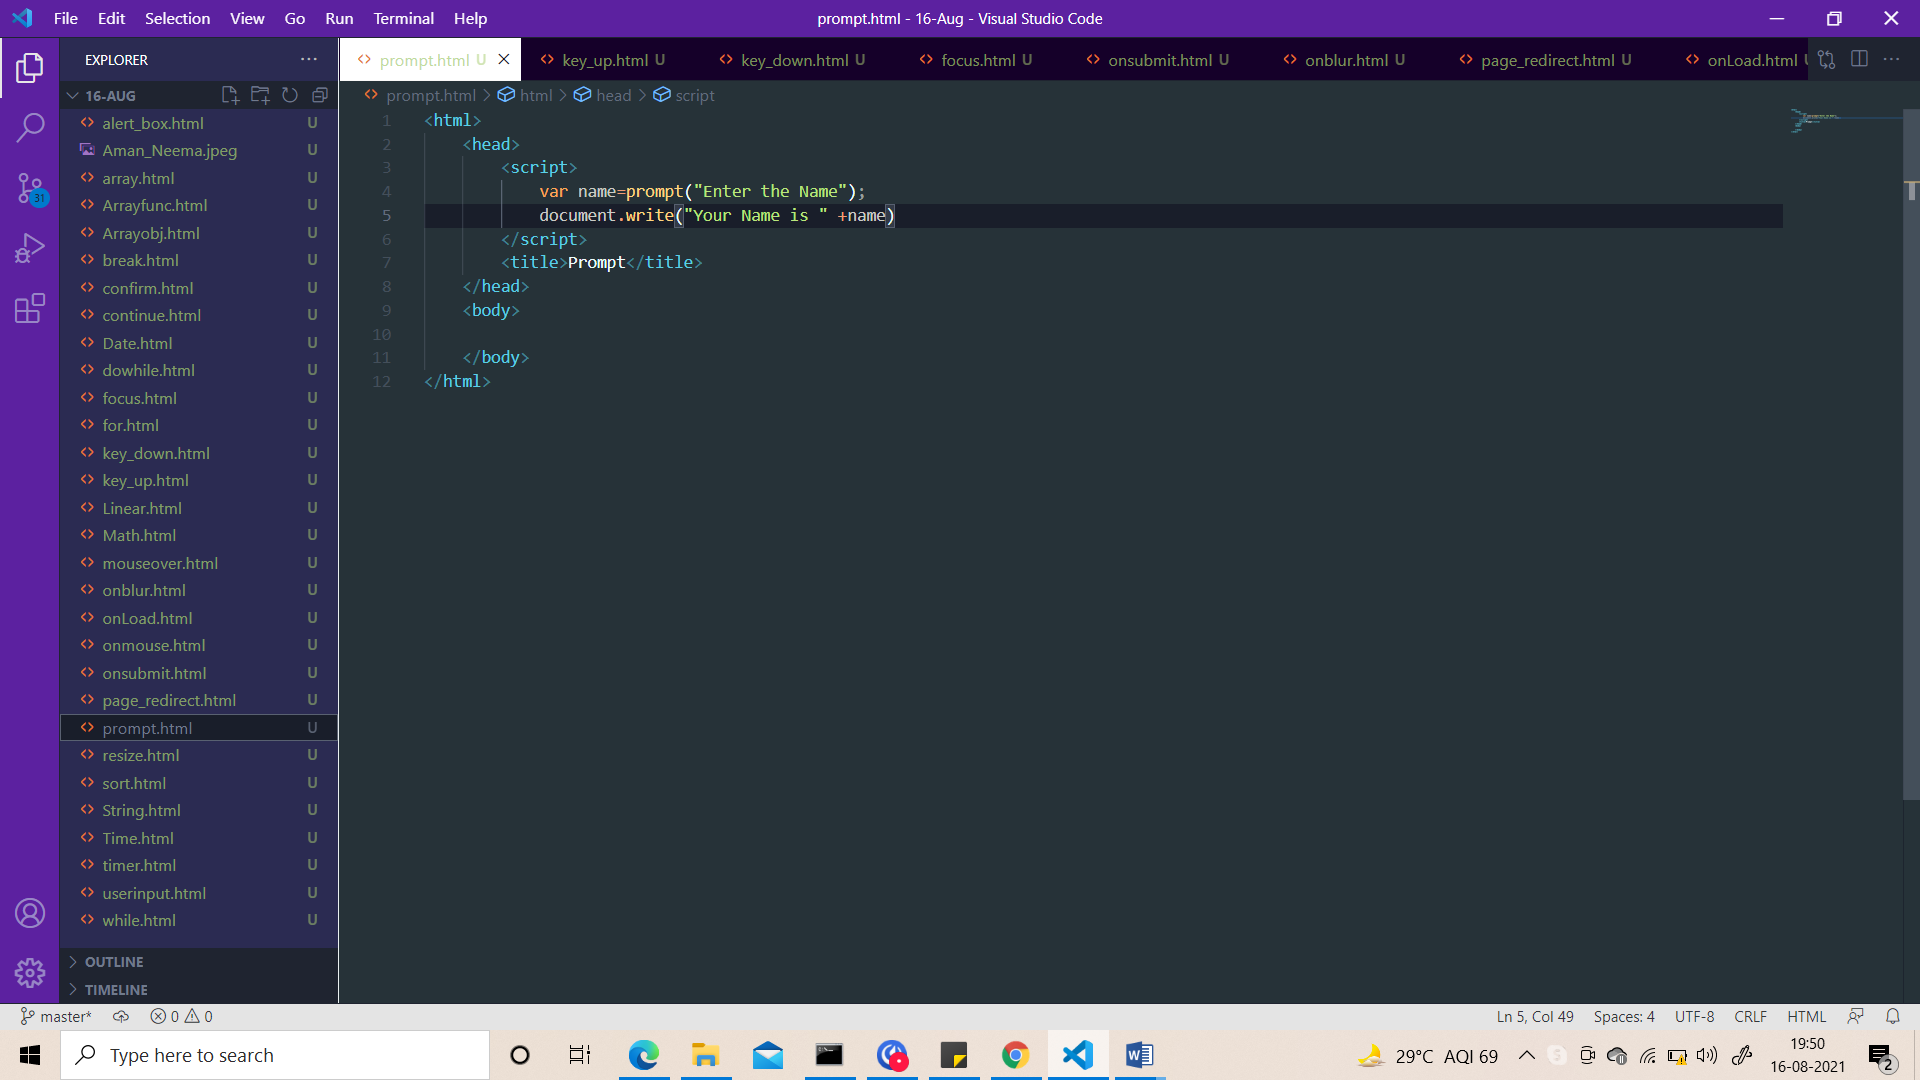 File Edit Selection View Go Run Terminal Help
prompt.html - 16-Aug - Visual Studio Code
EXPLORER
prompt.html U
key_up.html U
key_down.html U
focus.html U
onsubmit.html U
onblur.html U
page_redirect.html U
onLoad.html
16-AUG
prompt.html > html > head > script
31
alert_box.html U
Aman_Neema.jpeg U
array.html U
Arrayfunc.html U
Arrayobj.html U
break.html U
confirm.html U
continue.html U
Date.html U
dowhile.html U
focus.html U
for.html U
key_down.html U
key_up.html U
Linear.html U
Math.html U
mouseover.html U
onblur.html U
onLoad.html U
onmouse.html U
onsubmit.html U
page_redirect.html U
prompt.html U
resize.html U
sort.html U
String.html U
Time.html U
timer.html U
userinput.html U
while.html U
OUTLINE
TIMELINE
1 <html>
2 <head>
3 <script>
4 var name=prompt("Enter the Name");
5 document.write("Your Name is " +name)
6 </script>
7 <title>Prompt</title>
8 </head>
9 <body>
10
11 </body>
12 </html>
master* 0 0
Ln 5, Col 49 Spaces: 4 UTF-8 CRLF HTML
Type here to search
29°C AQI 69
19:50
16-08-2021
2